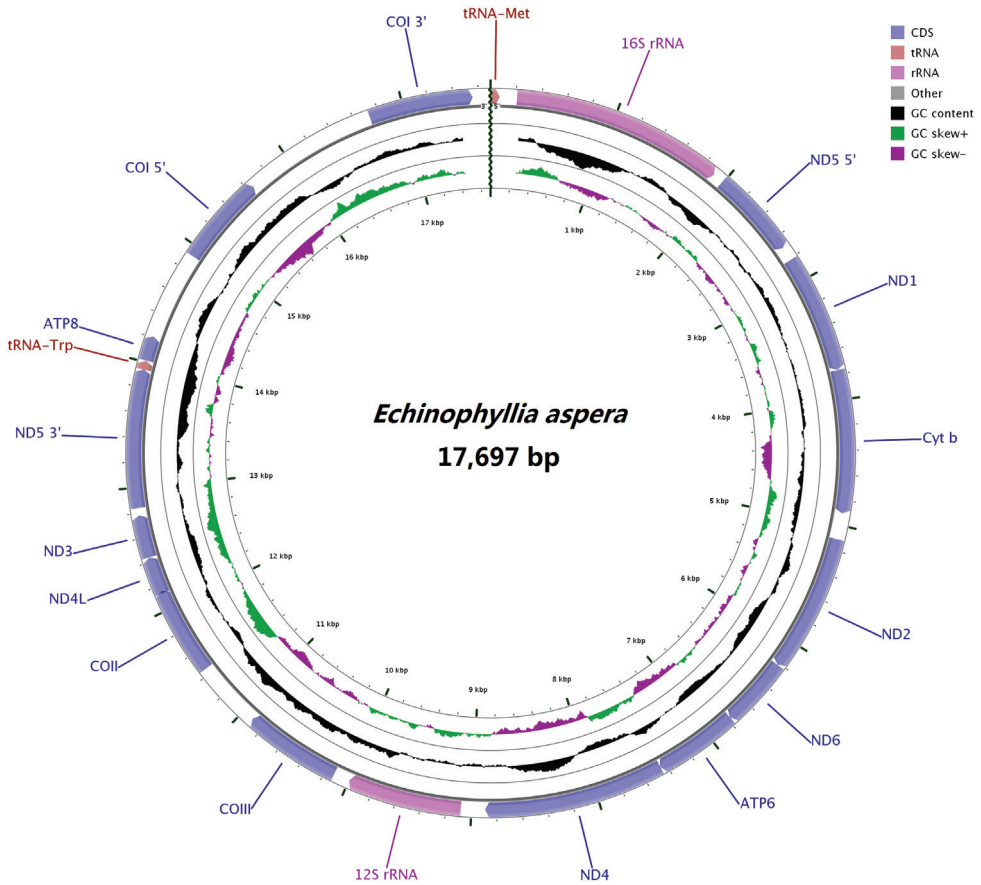 tRNA-Met
COI 3'
16S rRNA
CDS
tRNA
rRNA
Other
GC content
GC skew+
GC skew-
3' 5'
ND5 5'
COI 5'
17 kbp
1 kbp
16 kbp
2 kbp
ND1
15 kbp
3 kbp
ATP8
tRNA-Trp
14 kbp
4 kbp
Echinophyllia aspera
17,697 bp
ND5 3'
Cyt b
13 kbp
5 kbp
ND3
12 kbp
6 kbp
ND4L
11 kbp
7 kbp
ND2
COII
10 kbp
9 kbp
8 kbp
ND6
COIII
ATP6
12S rRNA
ND4